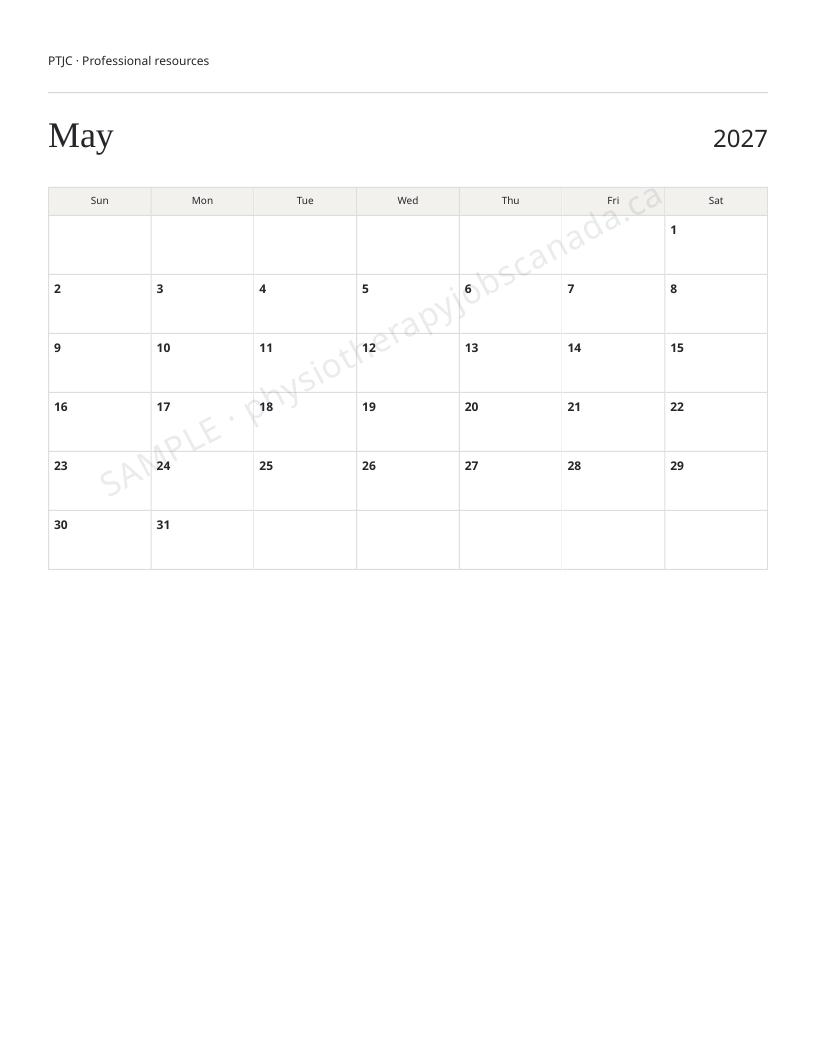 PTJC · Professional resources
May 2027
Sun Mon Tue Wed Thu Fri Sat
1
2 3 4 5 6 7 8
9 10 11 12 13 14 15
16 17 18 19 20 21 22
23 24 25 26 27 28 29
30 31
SAMPLE · physiotherapyjobscanada.ca